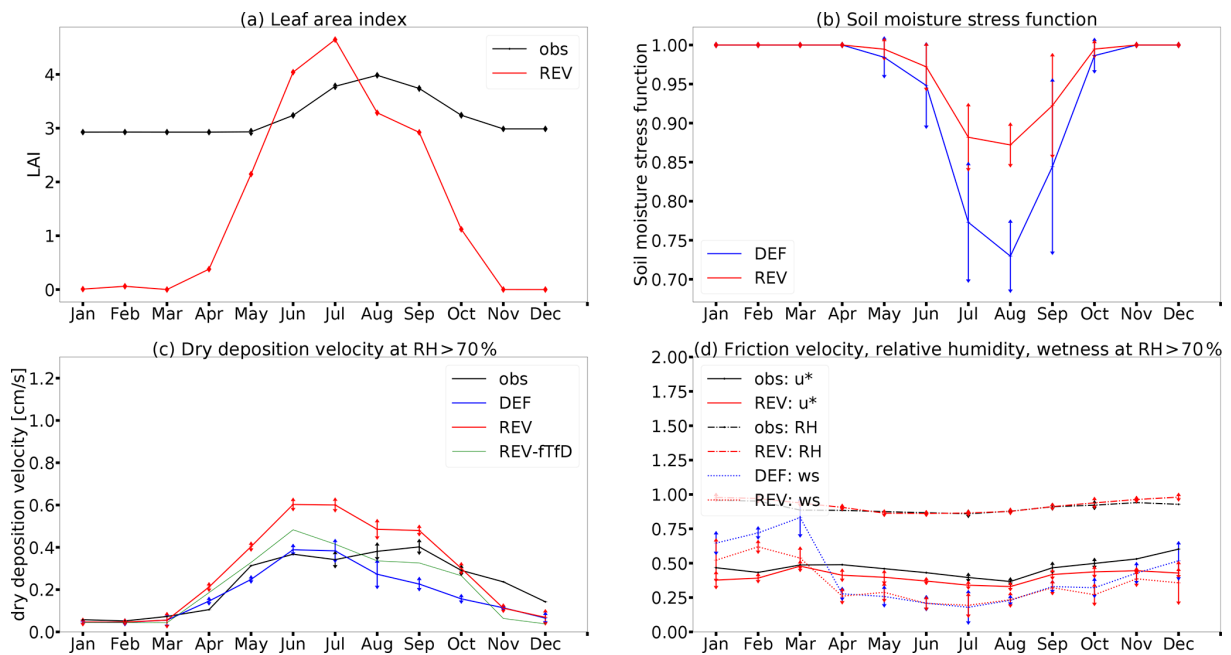 (a) Leaf area index
LAI
4
3
2
1
0
obs
REV
Jan Feb Mar Apr May Jun Jul Aug Sep Oct Nov Dec
(b) Soil moisture stress function
Soil moisture stress function
1.00
0.95
0.90
0.85
0.80
0.75
0.70
DEF
REV
Jan Feb Mar Apr May Jun Jul Aug Sep Oct Nov Dec
(c) Dry deposition velocity at RH>70%
dry deposition velocity [cm/s]
1.2
1.0
0.8
0.6
0.4
0.2
0.0
obs
DEF
REV
REV-fTfD
Jan Feb Mar Apr May Jun Jul Aug Sep Oct Nov Dec
(d) Friction velocity, relative humidity, wetness at RH>70%
2.00
1.75
1.50
1.25
1.00
0.75
0.50
0.25
0.00
obs: u*
REV: u*
obs: RH
REV: RH
DEF: ws
REV: ws
Jan Feb Mar Apr May Jun Jul Aug Sep Oct Nov Dec